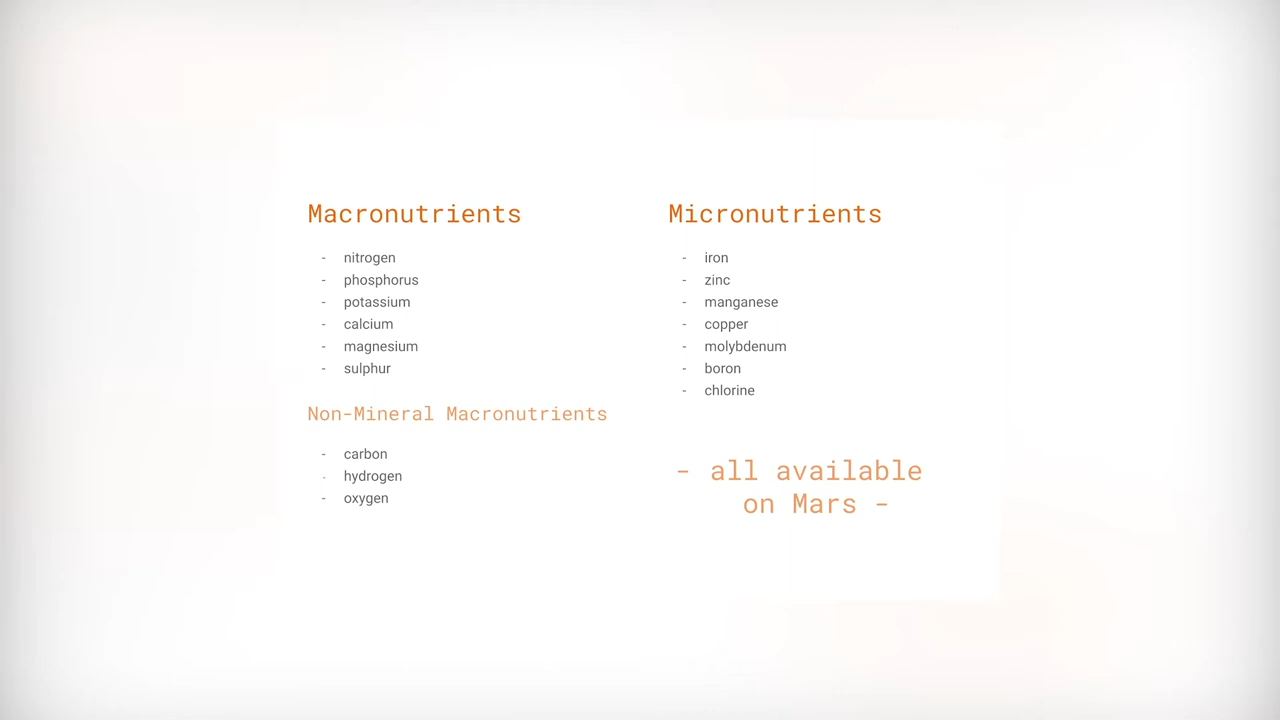 Macronutrients
- nitrogen
- phosphorus
- potassium
- calcium
- magnesium
- sulphur
Non-Mineral Macronutrients
- carbon
- hydrogen
- oxygen
Micronutrients
- iron
- zinc
- manganese
- copper
- molybdenum
- boron
- chlorine
- all available
on Mars -